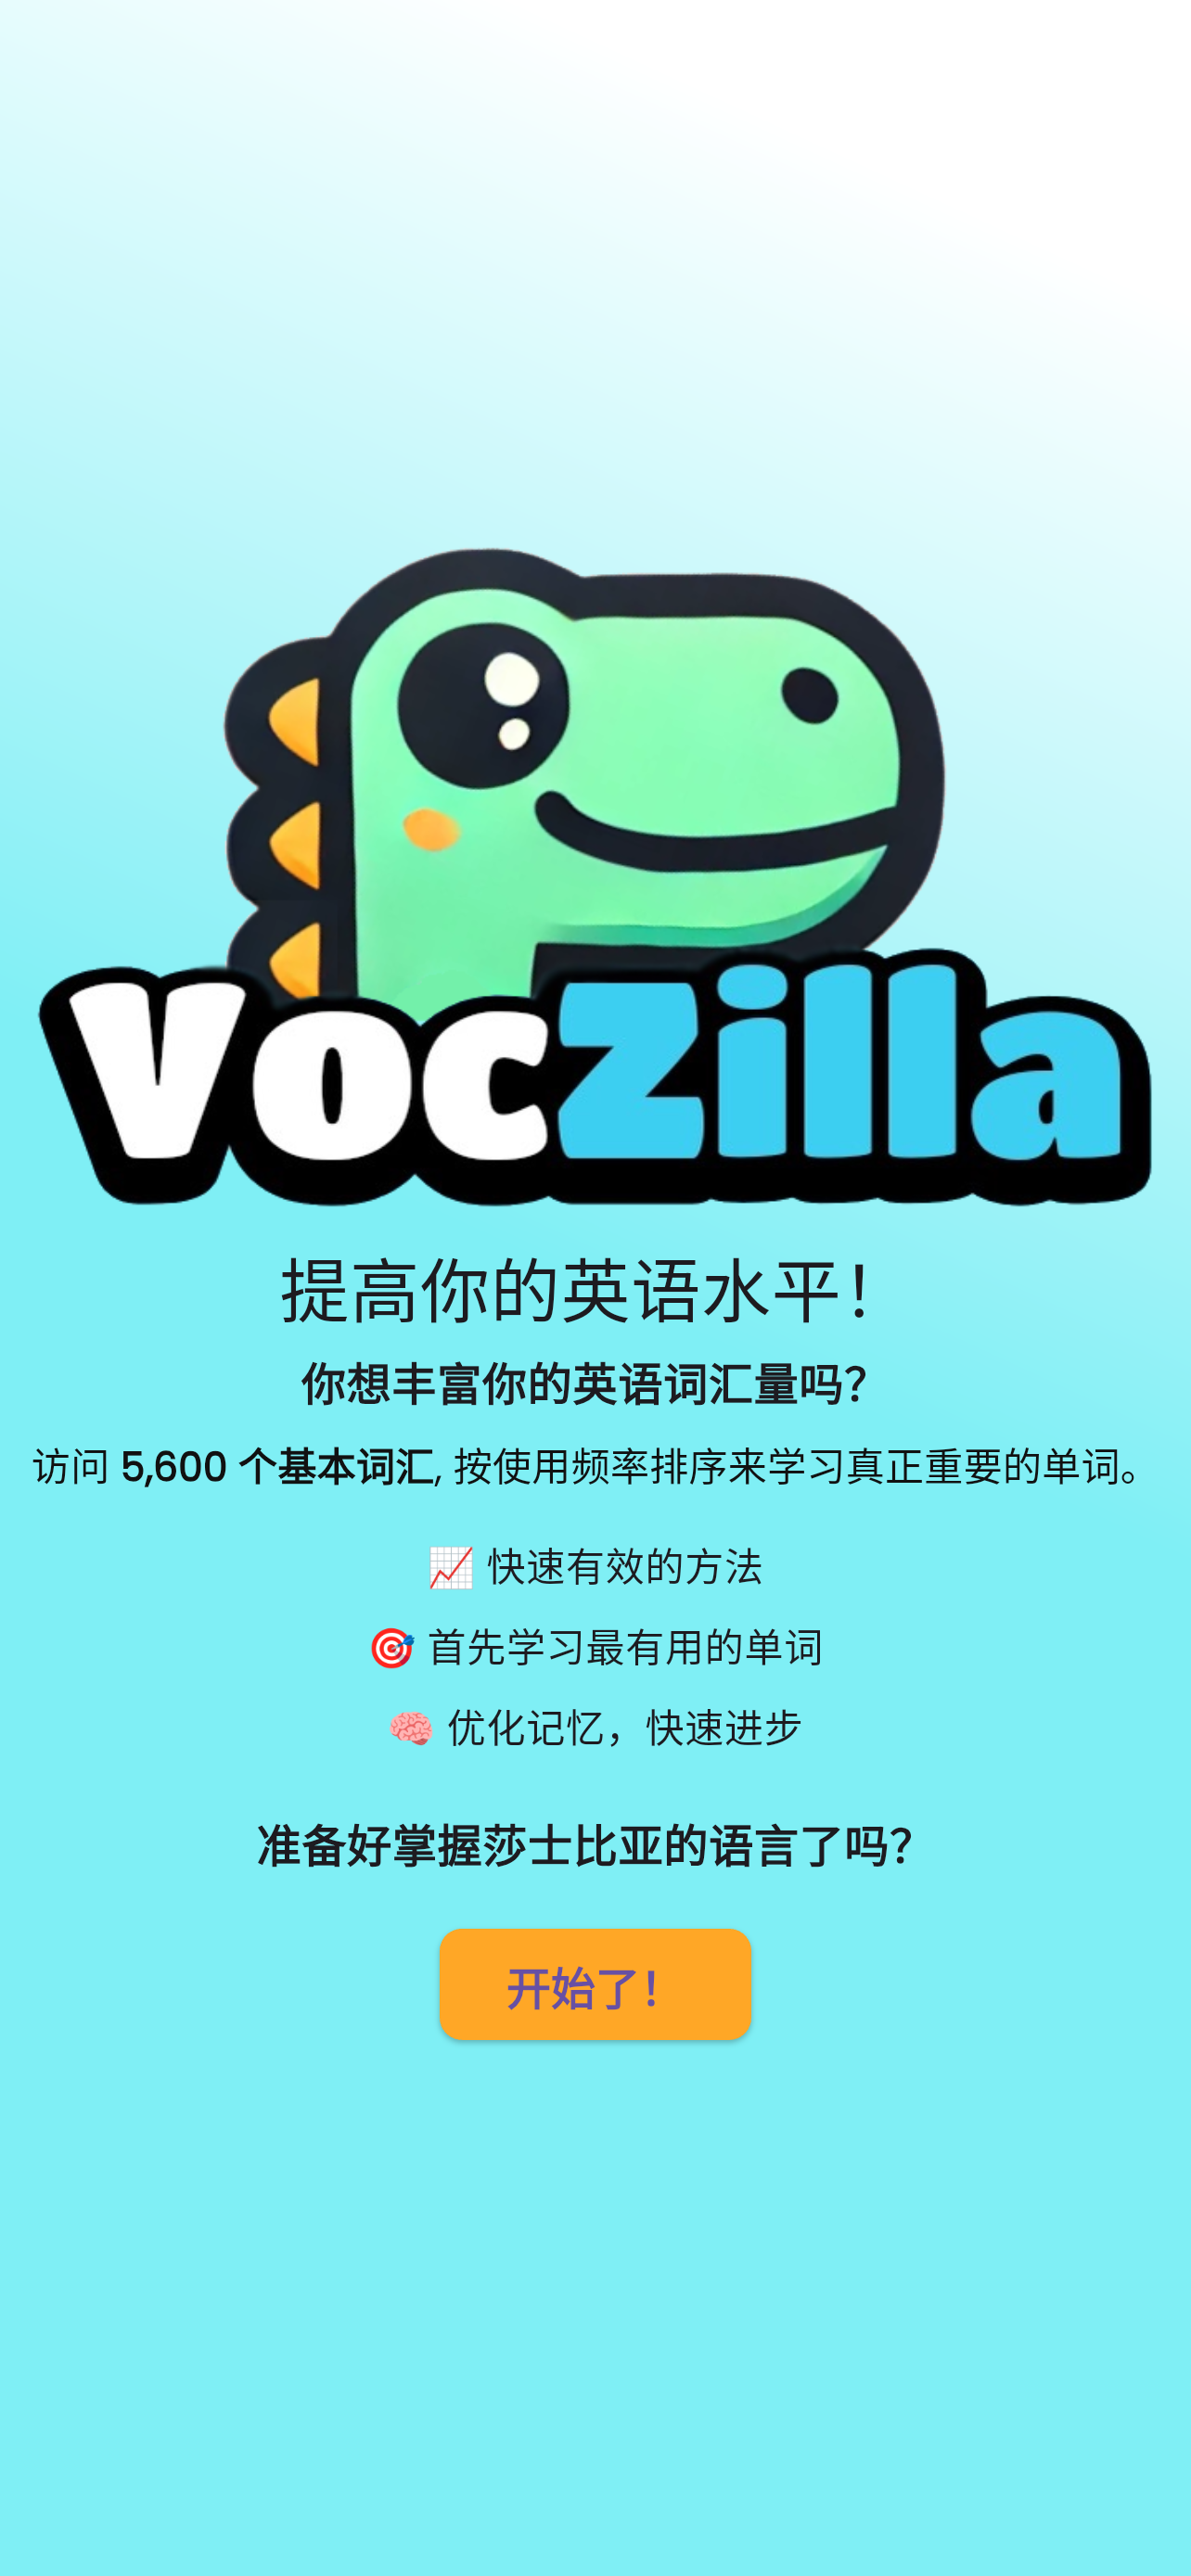 VocZilla
提高你的英语水平！
你想丰富你的英语词汇量吗？
访问 5,600 个基本词汇, 按使用频率排序来学习真正重要的单词。
📈 快速有效的方法
🎯 首先学习最有用的单词
🧠 优化记忆，快速进步
准备好掌握莎士比亚的语言了吗？
开始了！